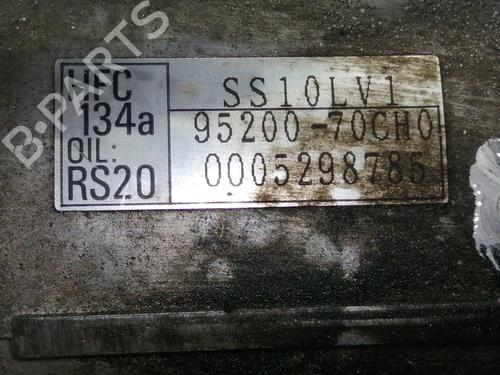 B-PARTS
HFC
134a
OIL:
RS20
SS10LV1
95200-70CH0
0005298785